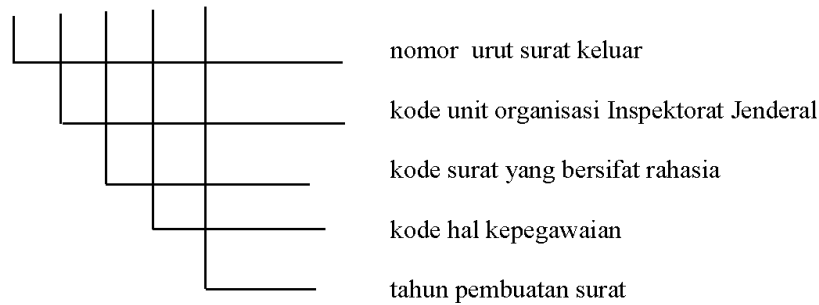 nomor urut surat keluar
kode unit organisasi Inspektorat Jenderal
kode surat yang bersifat rahasia
kode hal kepegawaian
tahun pembuatan surat